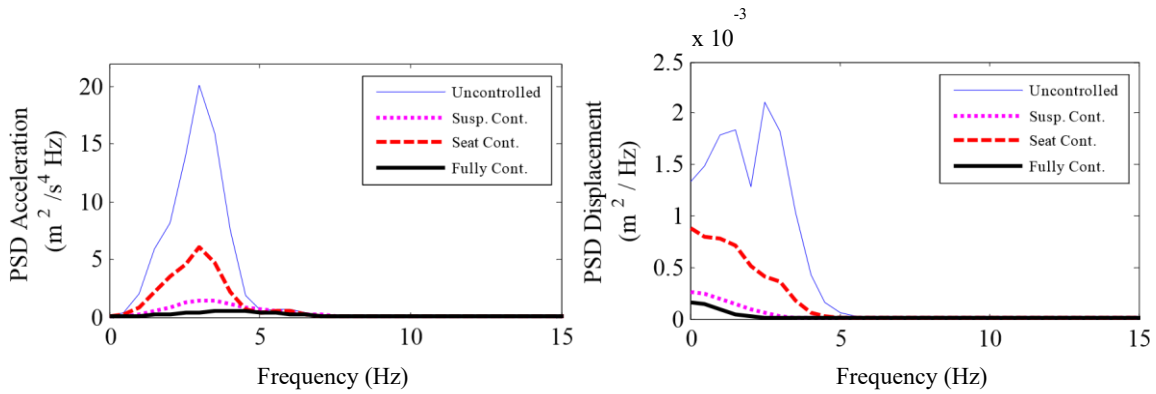 PSD Acceleration
(m 2 /s 4 Hz)
20
15
10
5
0
0 5 10 15
Frequency (Hz)
Uncontrolled
Susp. Cont.
Seat Cont.
Fully Cont.
x 10 -3
PSD Displacement
(m 2 / Hz)
2.5
2
1.5
1
0.5
0
0 5 10 15
Frequency (Hz)
Uncontrolled
Susp. Cont.
Seat Cont.
Fully Cont.